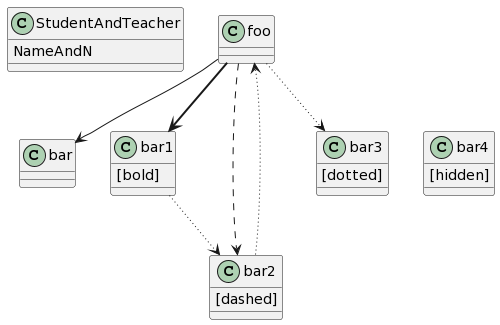 C StudentAndTeacher
NameAndN
C foo
C bar
C bar1
[bold]
C bar3
[dotted]
C bar4
[hidden]
C bar2
[dashed]